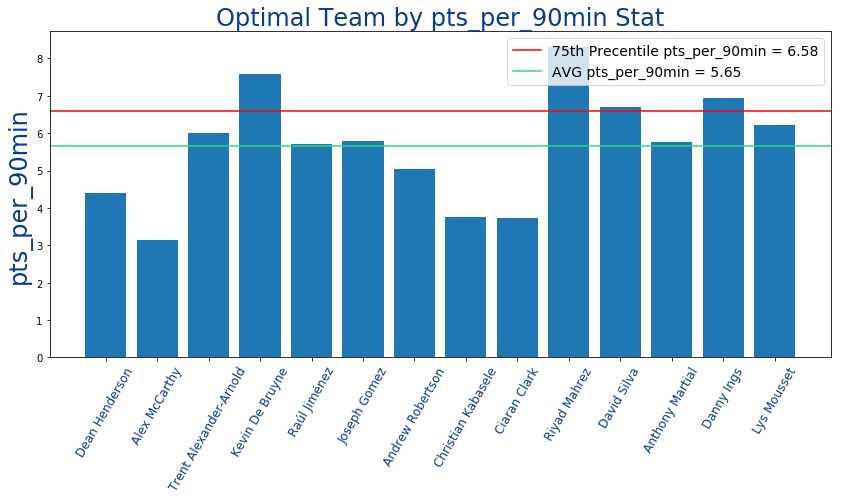 Optimal Team by pts_per_90min Stat
75th Precentile pts_per_90min = 6.58
AVG pts_per_90min = 5.65
pts_per_90min
8
7
6
5
4
3
2
1
0
Dean Henderson
Alex McCarthy
Trent Alexander-Arnold
Kevin De Bruyne
Raúl Jiménez
Joseph Gomez
Andrew Robertson
Christian Kabasele
Ciaran Clark
Riyad Mahrez
David Silva
Anthony Martial
Danny Ings
Lys Mousset